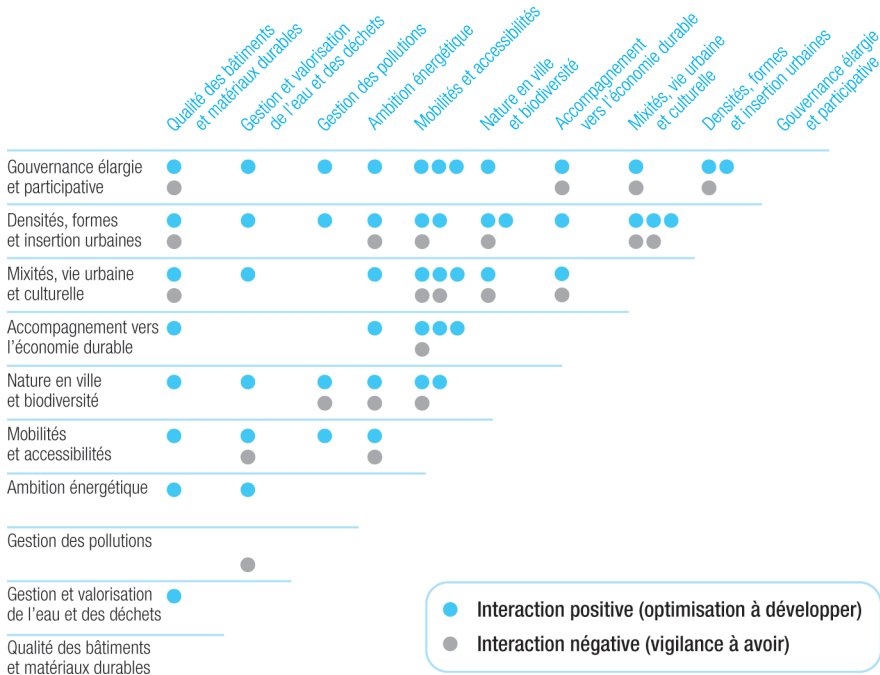 Qualité des bâtiments
et matériaux durables
Gestion et valorisation
de l'eau et des déchets
Gestion des pollutions
Ambition énergétique
Mobilités et accessibilités
Nature en ville
et biodiversité
Accompagnement
vers l'économie durable
Mixités, vie urbaine
et culturelle
Densités, formes
et insertion urbaines
Gouvernance élargie
et participative
Gouvernance élargie
et participative
Densités, formes
et insertion urbaines
Mixités, vie urbaine
et culturelle
Accompagnement vers
l'économie durable
Nature en ville
et biodiversité
Mobilités
et accessibilités
Ambition énergétique
Gestion des pollutions
Gestion et valorisation
de l'eau et des déchets
Qualité des bâtiments
et matériaux durables
Interaction positive (optimisation à développer)
Interaction négative (vigilance à avoir)